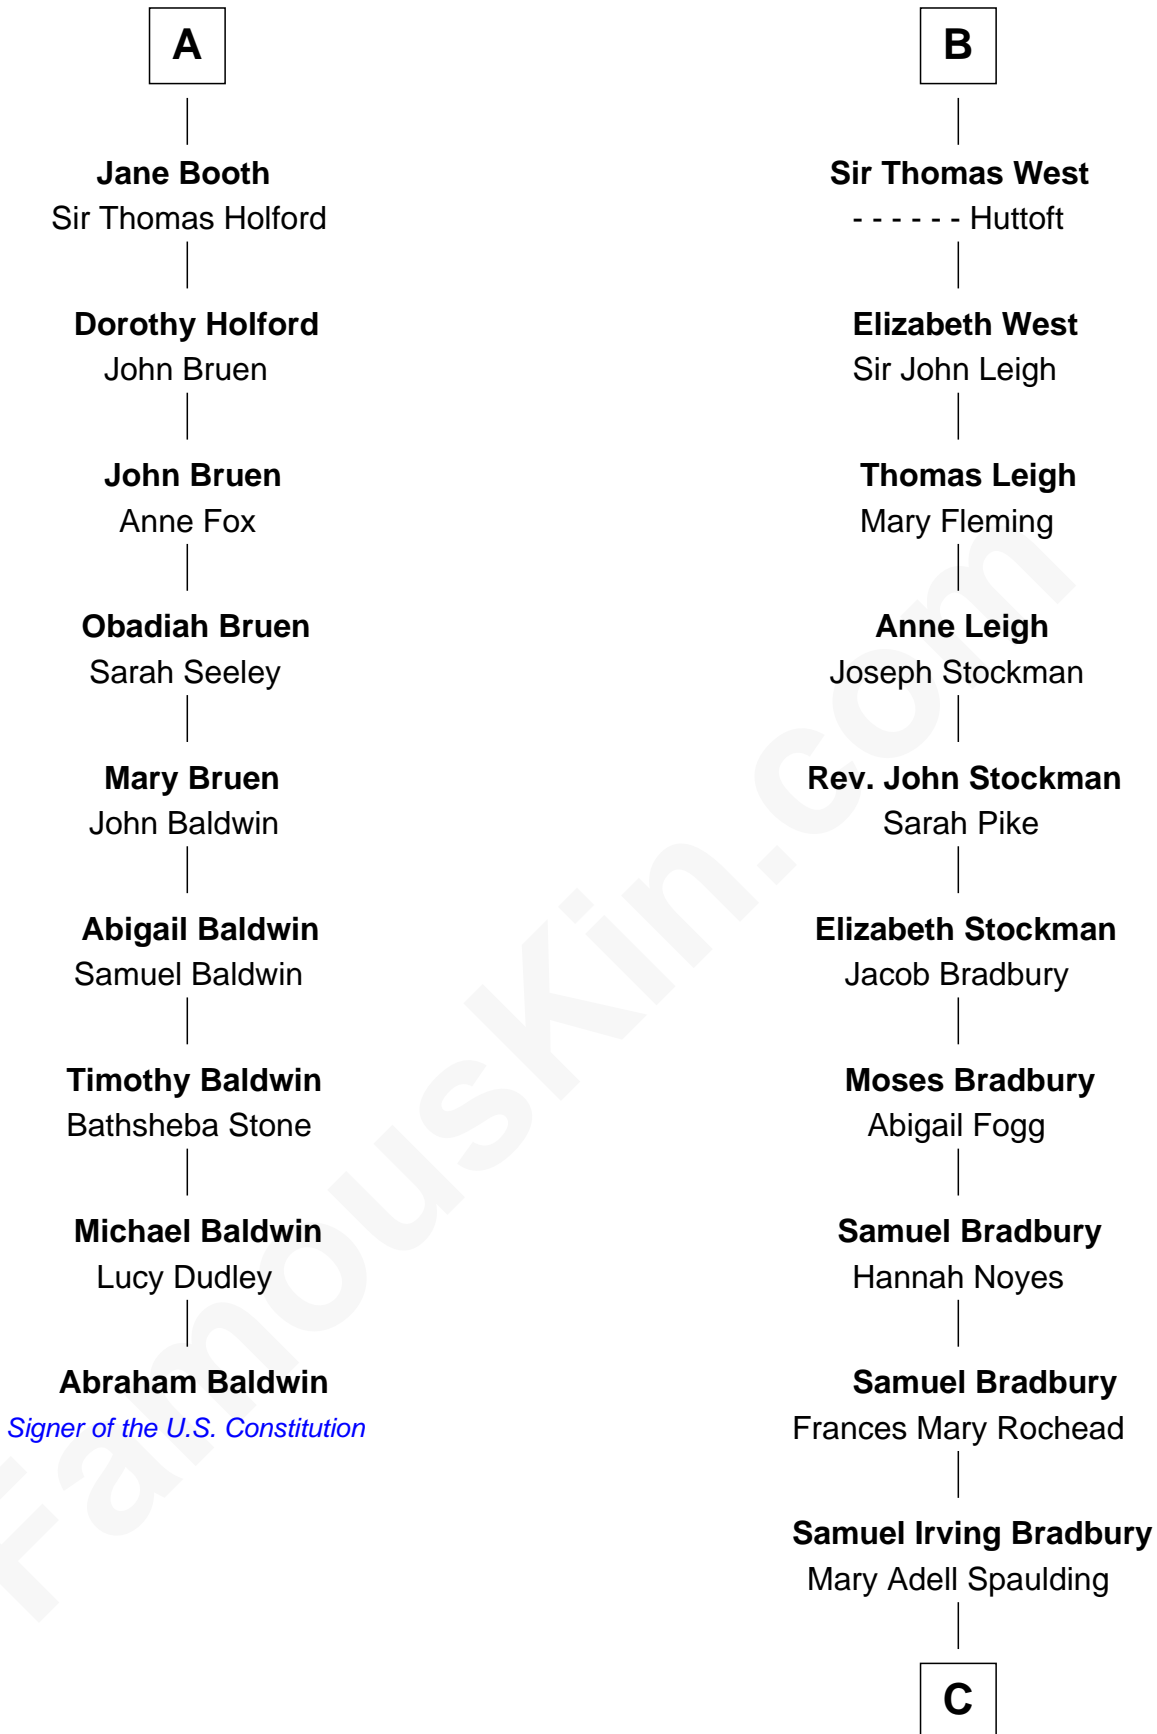 A
Jane Booth
Sir Thomas Holford
Dorothy Holford
John Bruen
John Bruen
Anne Fox
Obadiah Bruen
Sarah Seeley
Mary Bruen
John Baldwin
Abigail Baldwin
Samuel Baldwin
Timothy Baldwin
Bathsheba Stone
Michael Baldwin
Lucy Dudley
Abraham Baldwin
Signer of the U.S. Constitution
B
Sir Thomas West
- - - - - - Huttoft
Elizabeth West
Sir John Leigh
Thomas Leigh
Mary Fleming
Anne Leigh
Joseph Stockman
Rev. John Stockman
Sarah Pike
Elizabeth Stockman
Jacob Bradbury
Moses Bradbury
Abigail Fogg
Samuel Bradbury
Hannah Noyes
Samuel Bradbury
Frances Mary Rochead
Samuel Irving Bradbury
Mary Adell Spaulding
C
FamousKin.com